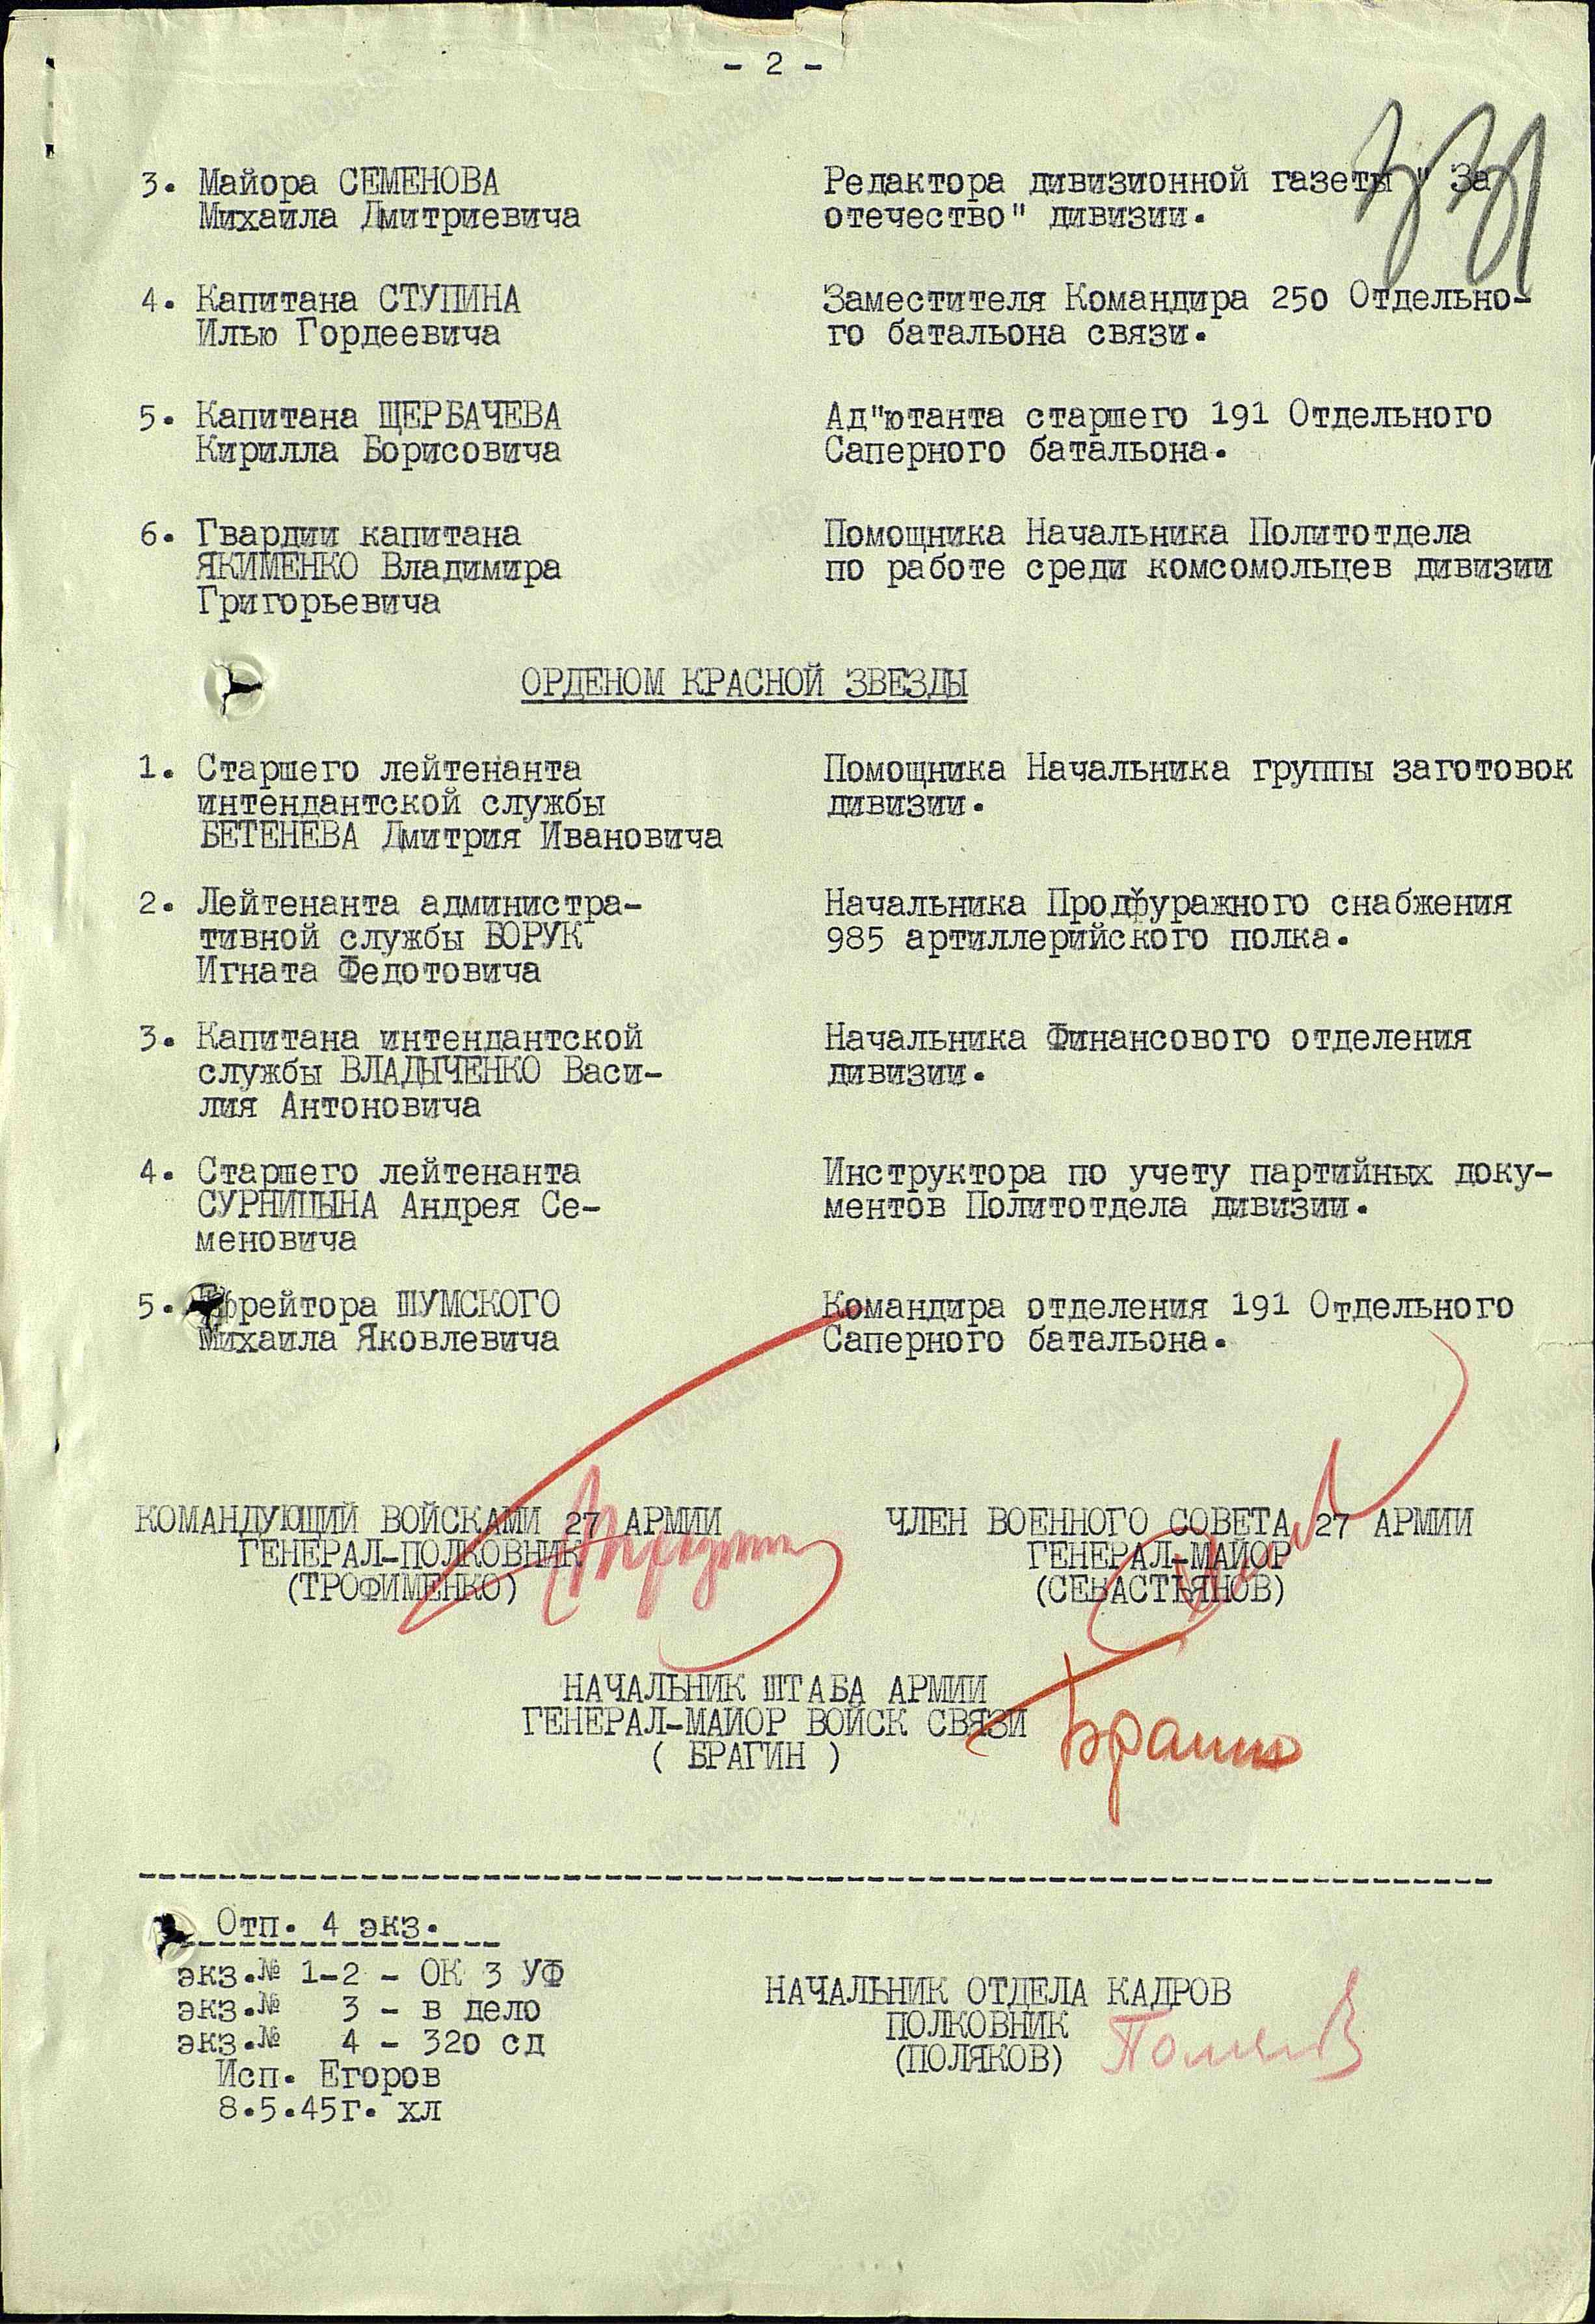 - 2 -
3. Майора СЕМЕНОВА
Михаила Дмитриевича
Редактора дивизионной газеты " За
отечество" дивизии.
4. Капитана СТУПИНА
Илью Гордеевича
Заместителя Командира 250 Отдельно-
го батальона связи.
5. Капитана ЩЕРБАЧЕВА
Кирилла Борисовича
Ад"ютанта старшего 191 Отдельного
Саперного батальона.
6. Гвардии капитана
ЯКИМЕНКО Владимира
Григорьевича
Помощника Начальника Политотдела
по работе среди комсомольцев дивизии
ОРДЕНОМ КРАСНОЙ ЗВЕЗДЫ
1. Старшего лейтенанта
интендантской службы
БЕТЕНЕВА Дмитрия Ивановича
Помощника Начальника группы заготовок
дивизии.
2. Лейтенанта администра-
тивной службы БОРУК
Игната Федотовича
Начальника Продфуражного снабжения
985 артиллерийского полка.
3. Капитана интендантской
службы ВЛАДЫЧЕНКО Васи-
лия Антоновича
Начальника Финансового отделения
дивизии.
4. Старшего лейтенанта
СУРНИЦЫНА Андрея Се-
меновича
Инструктора по учету партийных доку-
ментов Политотдела дивизии.
5. Ефрейтора ШУМСКОГО
Михаила Яковлевича
Командира отделения 191 Отдельного
Саперного батальона.
КОМАНДУЮЩИЙ ВОЙСКАМИ 27 АРМИИ
ГЕНЕРАЛ-ПОЛКОВНИК
(ТРОФИМЕНКО)
ЧЛЕН ВОЕННОГО СОВЕТА 27 АРМИИ
ГЕНЕРАЛ-МАЙОР
(СЕВАСТЬЯНОВ)
НАЧАЛЬНИК ШТАБА АРМИИ
ГЕНЕРАЛ-МАИОР ВОЙСК СВЯЗИ
( БРАГИН )
Отп. 4 экз.
экз.№ 1-2 - ОК 3 УФ
экз.№ 3 - в дело
экз.№ 4 - 320 сд
Исп. Егоров
8.5.45г. хл
НАЧАЛЬНИК ОТДЕЛА КАДРОВ
ПОЛКОВНИК
(ПОЛЯКОВ)